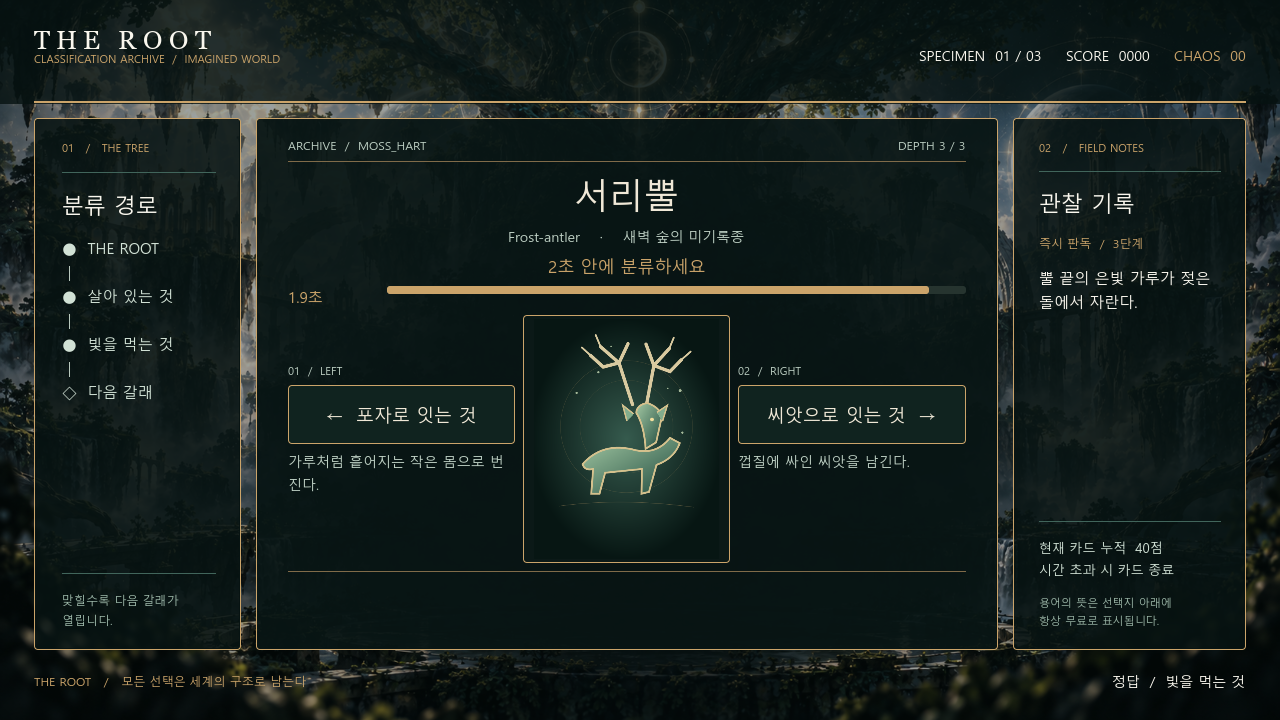 THE ROOT
CLASSIFICATION ARCHIVE / IMAGINED WORLD
SPECIMEN 01 / 03 SCORE 0000 CHAOS 00
01 / THE TREE
분류 경로
● THE ROOT
● 살아 있는 것
● 빛을 먹는 것
◇ 다음 갈래
맞힐수록 다음 갈래가
열립니다.
ARCHIVE / MOSS_HART
DEPTH 3 / 3
서리뿔
Frost-antler · 새벽 숲의 미기록종
2초 안에 분류하세요
1.9초
01 / LEFT
← 포자로 잇는 것
가루처럼 흩어지는 작은 몸으로 번
진다.
02 / RIGHT
씨앗으로 잇는 것 →
껍질에 싸인 씨앗을 남긴다.
02 / FIELD NOTES
관찰 기록
즉시 판독 / 3단계
뿔 끝의 은빛 가루가 젖은
돌에서 자란다.
현재 카드 누적 40점
시간 초과 시 카드 종료
용어의 뜻은 선택지 아래에
항상 무료로 표시됩니다.
THE ROOT / 모든 선택은 세계의 구조로 남는다
정답 / 빛을 먹는 것